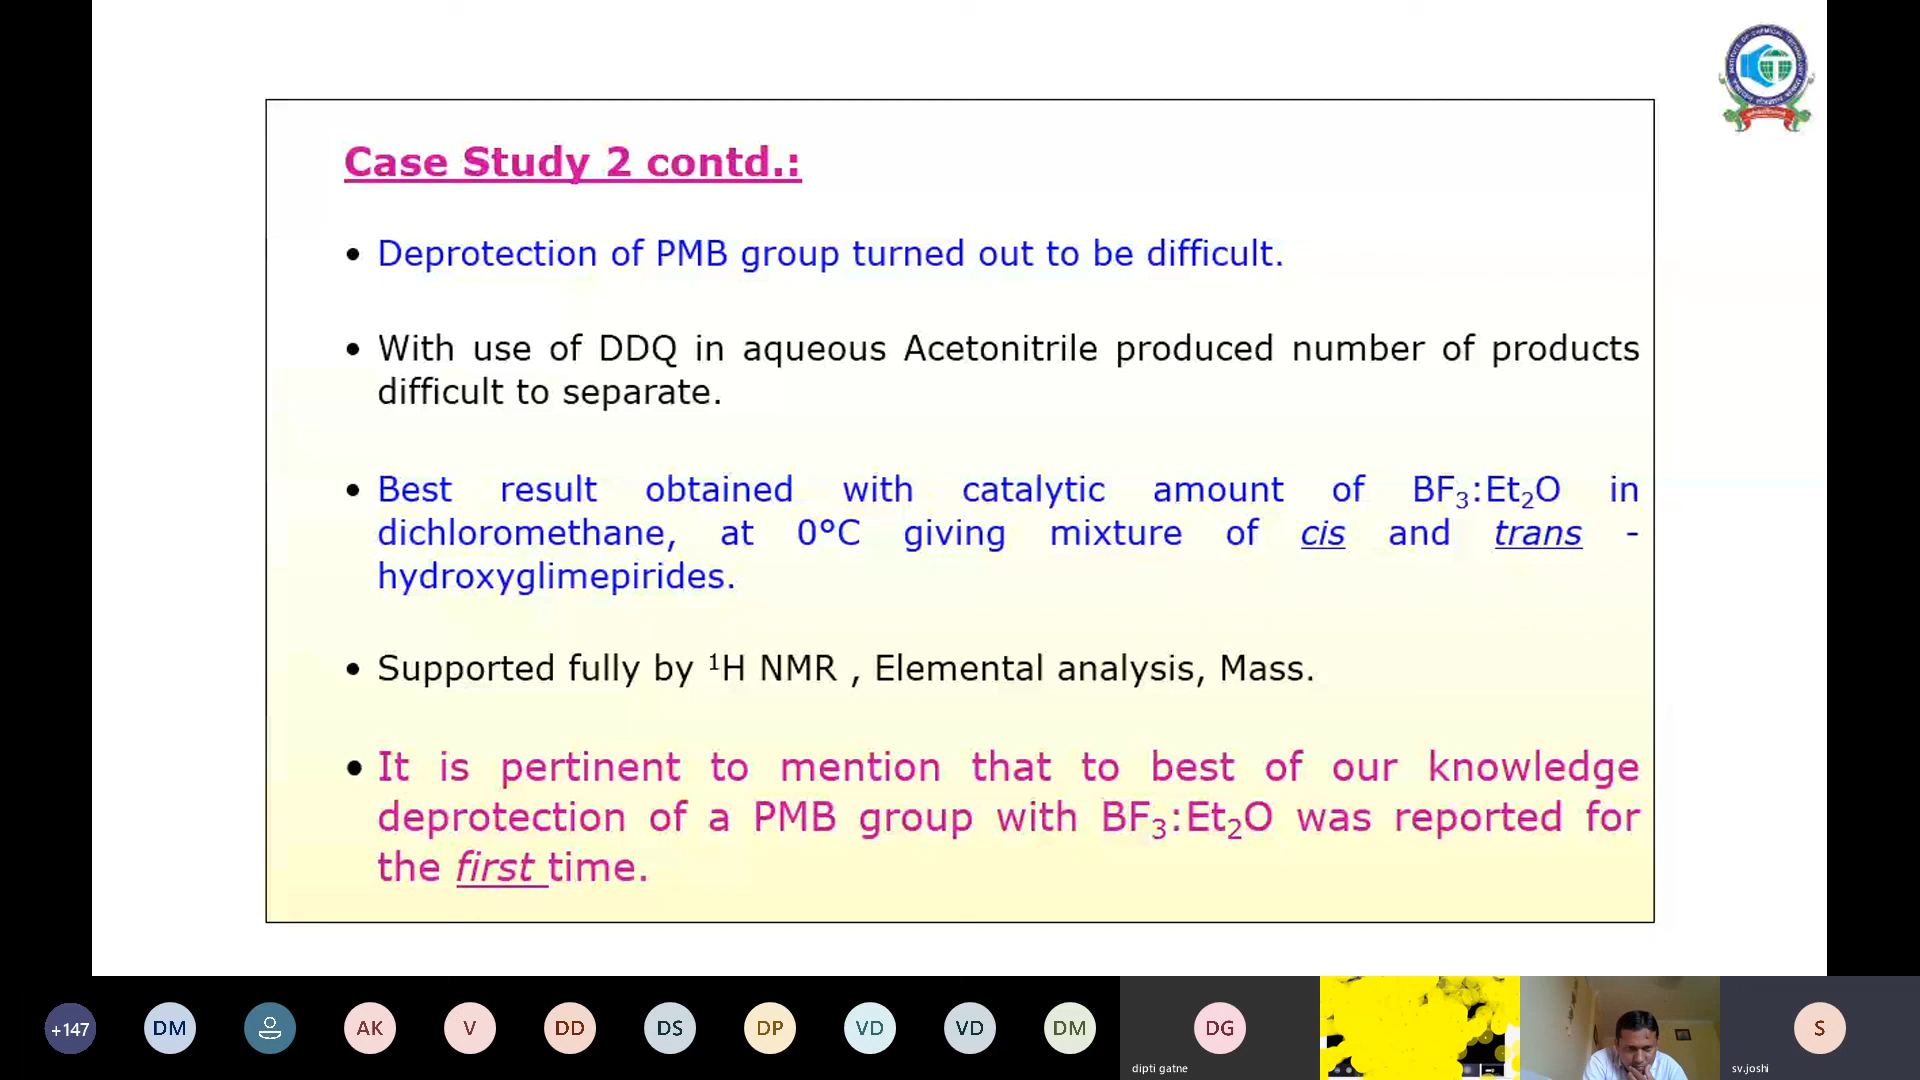 Case Study 2 contd.:
• Deprotection of PMB group turned out to be difficult.
• With use of DDQ in aqueous Acetonitrile produced number of products
difficult to separate.
• Best result obtained with catalytic amount of BF₃:Et₂O in
dichloromethane, at 0°C giving mixture of cis and trans -
hydroxyglimepirides.
• Supported fully by ¹H NMR , Elemental analysis, Mass.
• It is pertinent to mention that to best of our knowledge
deprotection of a PMB group with BF₃:Et₂O was reported for
the first time.
+147 DM AK V DD DS DP VD VD DM DG S
dipti gatne sv.joshi